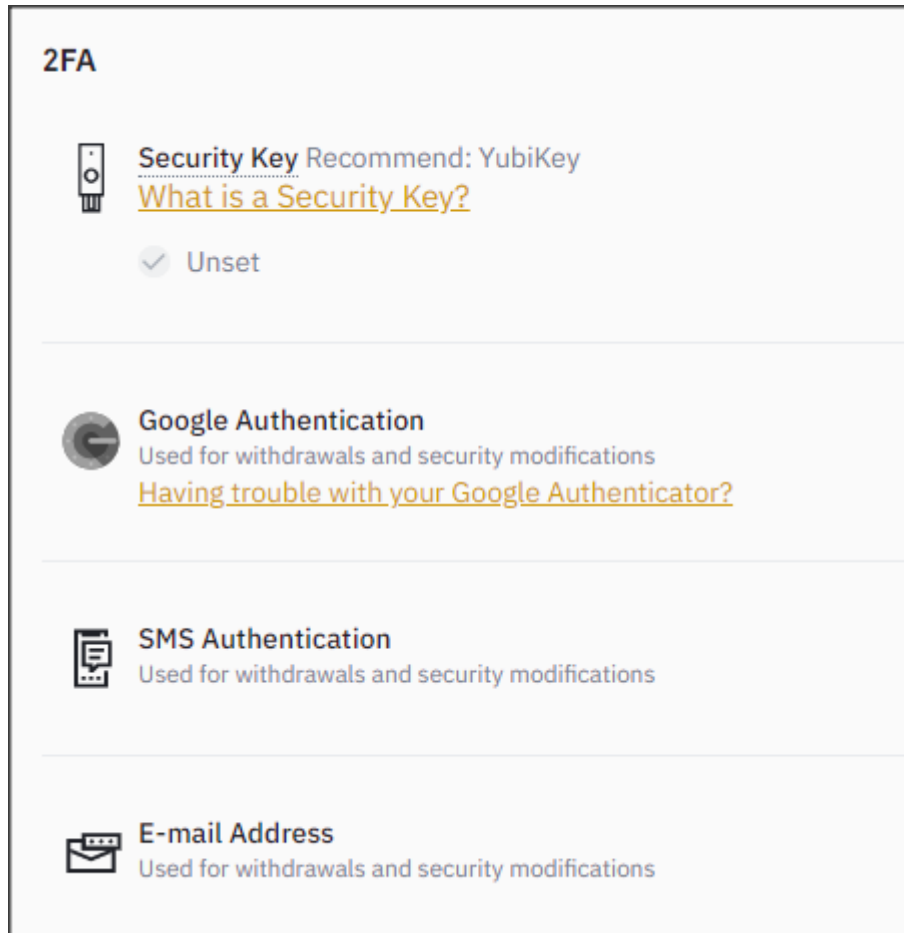 2FA
Security Key Recommend: YubiKey
What is a Security Key?
Unset
Google Authentication
Used for withdrawals and security modifications
Having trouble with your Google Authenticator?
SMS Authentication
Used for withdrawals and security modifications
E-mail Address
Used for withdrawals and security modifications